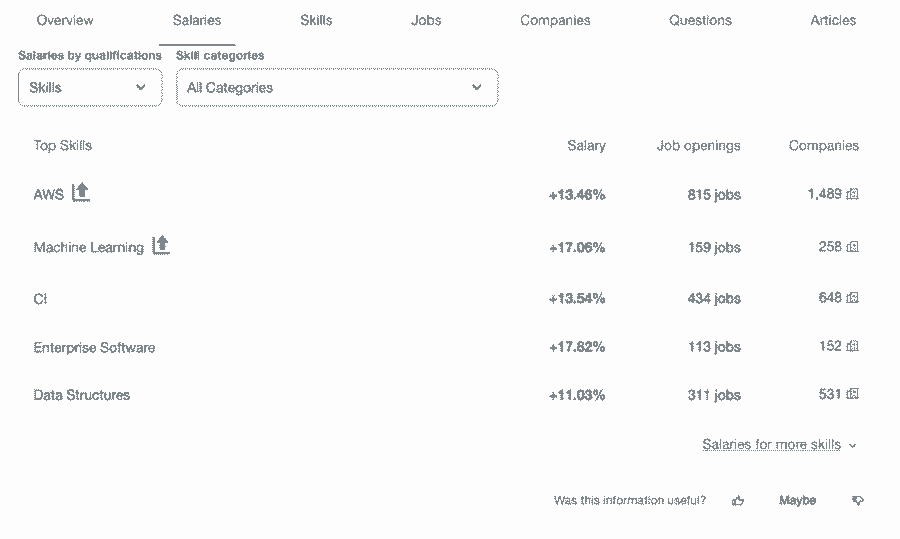 Overview Salaries Skills Jobs Companies Questions Articles
Salaries by qualifications Skill categories
Skills All Categories
Top Skills Salary Job openings Companies
AWS +13.46% 815 jobs 1,489
Machine Learning +17.06% 159 jobs 258
CI +13.54% 434 jobs 648
Enterprise Software +17.82% 113 jobs 152
Data Structures +11.03% 311 jobs 531
Salaries for more skills
Was this information useful? Maybe